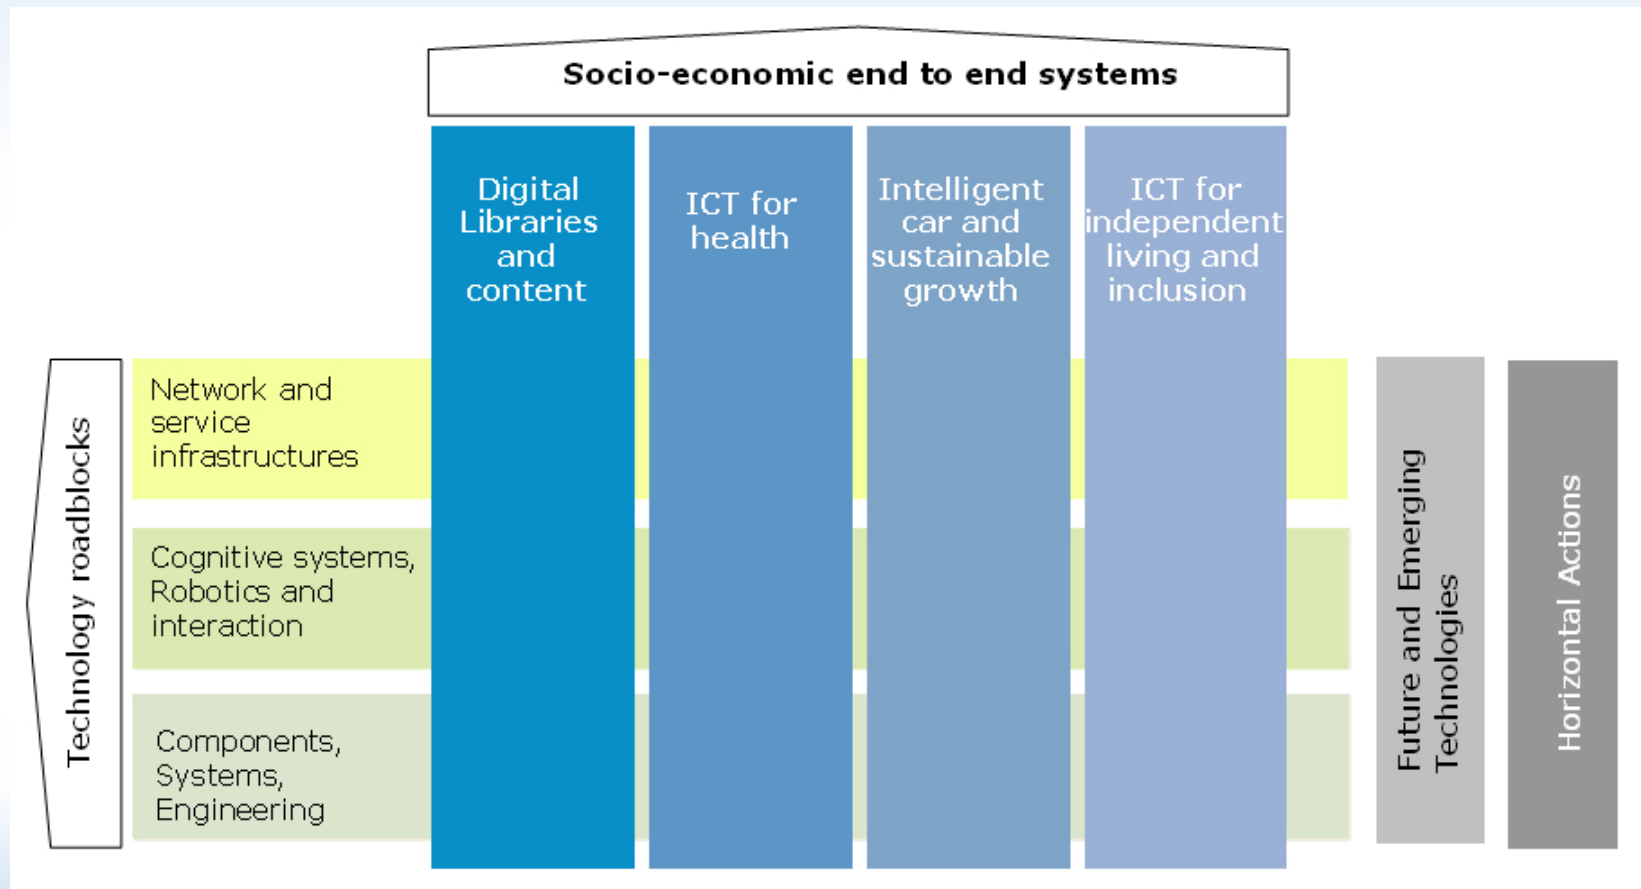 Socio-economic end to end systems
Digital
Libraries
and
content
ICT for
health
Intelligent
car and
sustainable
growth
ICT for
independent
living and
inclusion
Technology roadblocks
Network and
service
infrastructures
Cognitive systems,
Robotics and
interaction
Components,
Systems,
Engineering
Future and Emerging
Technologies
Horizontal Actions